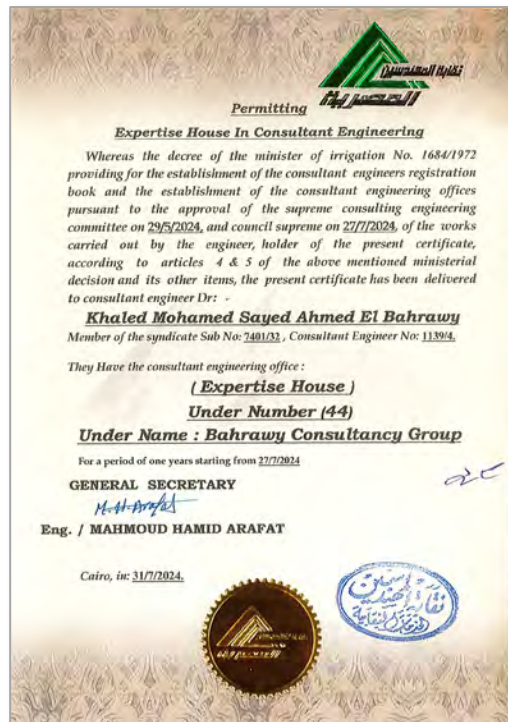 نقابة المهندسين
المصرية
Permitting
Expertise House In Consultant Engineering
Whereas the decree of the minister of irrigation No. 1684/1972
providing for the establishment of the consultant engineers registration
book and the establishment of the consultant engineering offices
pursuant to the approval of the supreme consulting engineering
committee on 29/5/2024, and council supreme on 27/7/2024, of the works
carried out by the engineer, holder of the present certificate,
according to articles 4 & 5 of the above mentioned ministerial
decision and its other items, the present certificate has been delivered
to consultant engineer Dr: -
Khaled Mohamed Sayed Ahmed El Bahrawy
Member of the syndicate Sub No: 7401/32 , Consultant Engineer No: 1139/4.
They Have the consultant engineering office :
( Expertise House )
Under Number (44)
Under Name : Bahrawy Consultancy Group
For a period of one years starting from 27/7/2024
GENERAL SECRETARY
M.H.Arafat
Eng. / MAHMOUD HAMID ARAFAT
Cairo, in: 31/7/2024.
نقابة
المصرية